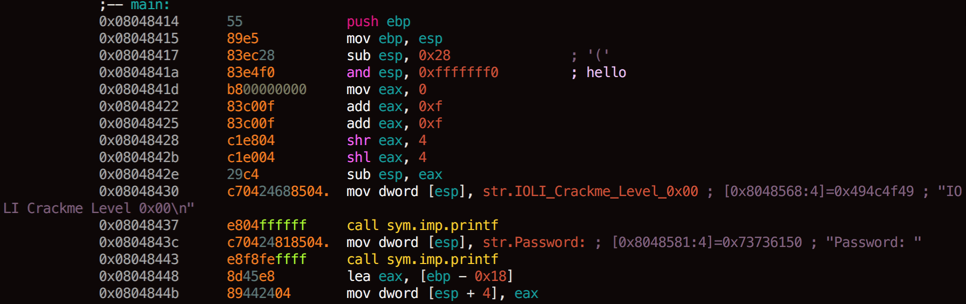 ;-- main:
0x08048414 55 push ebp
0x08048415 89e5 mov ebp, esp
0x08048417 83ec28 sub esp, 0x28 ; '('
0x0804841a 83e4f0 and esp, 0xfffffff0 ; hello
0x0804841d b800000000 mov eax, 0
0x08048422 83c00f add eax, 0xf
0x08048425 83c00f add eax, 0xf
0x08048428 c1e804 shr eax, 4
0x0804842b c1e004 shl eax, 4
0x0804842e 29c4 sub esp, eax
0x08048430 c70424688504. mov dword [esp], str.IOLI_Crackme_Level_0x00 ; [0x8048568:4]=0x494c4f49 ; "IO
LI Crackme Level 0x00\n"
0x08048437 e804ffffff call sym.imp.printf
0x0804843c c70424818504. mov dword [esp], str.Password: ; [0x8048581:4]=0x73736150 ; "Password: "
0x08048443 e8f8feffff call sym.imp.printf
0x08048448 8d45e8 lea eax, [ebp - 0x18]
0x0804844b 89442404 mov dword [esp + 4], eax